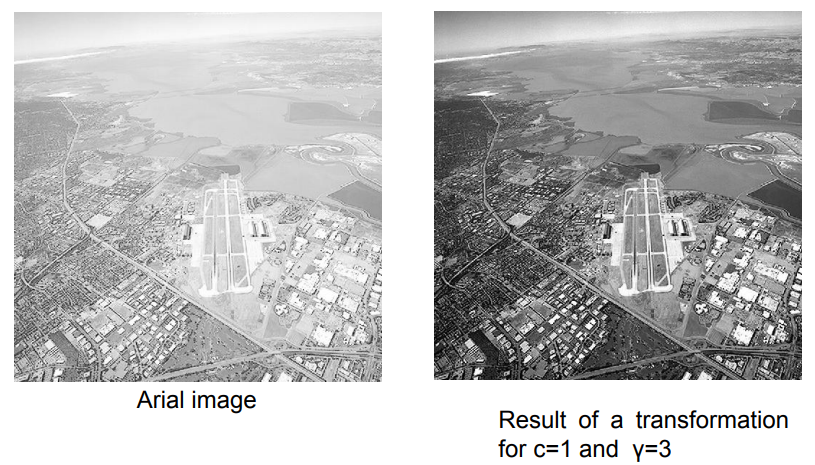 Arial image
Result of a transformation
for c=1 and γ=3